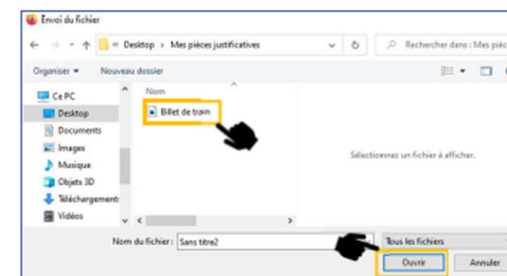 Envoi du fichier
« Desktop > Mes pièces justificatives
Rechercher dans : Mes pièc
Organiser
Nouveau dossier
Nom
Ce PC
Desktop
Billet de train
Documents
Images
Musique
Objets 3D
Téléchargements
Vidéos
Sélectionnez un fichier à afficher.
Nom du fichier : Sans titre2
Tous les fichiers
Ouvrir
Annuler